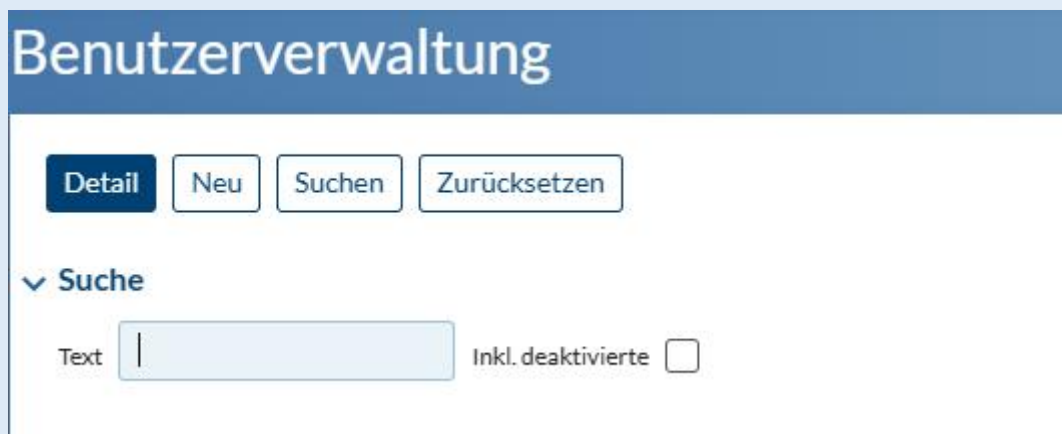 Benutzerverwaltung
Detail Neu Suchen Zurücksetzen
Suche
Text Inkl. deaktivierte